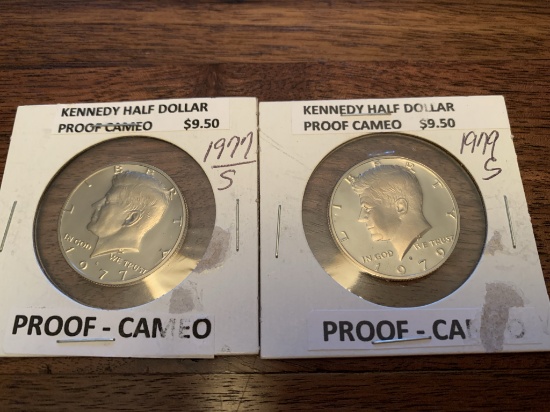 KENNEDY HALF DOLLAR
PROOF CAMEO $9.50
1977
S
LIBERTY
IN GOD WE TRUST
1977
PROOF - CAMEO
KENNEDY HALF DOLLAR
PROOF CAMEO $9.50
1979
S
LIBERTY
IN GOD WE TRUST
1979
PROOF - CAMEO